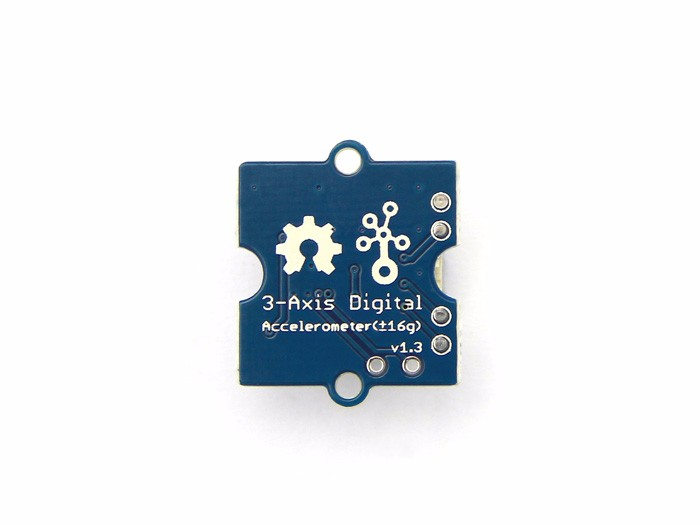 3-Axis Digital
Accelerometer(±16g)
v1.3